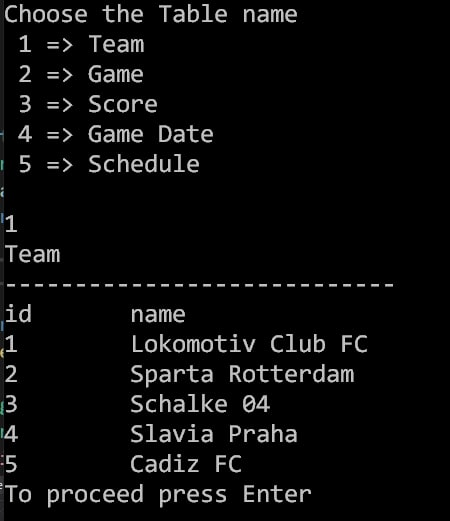 Choose the Table name
1 => Team
2 => Game
3 => Score
4 => Game Date
5 => Schedule
1
Team
----------------------------
id name
1 Lokomotiv Club FC
2 Sparta Rotterdam
3 Schalke 04
4 Slavia Praha
5 Cadiz FC
To proceed press Enter